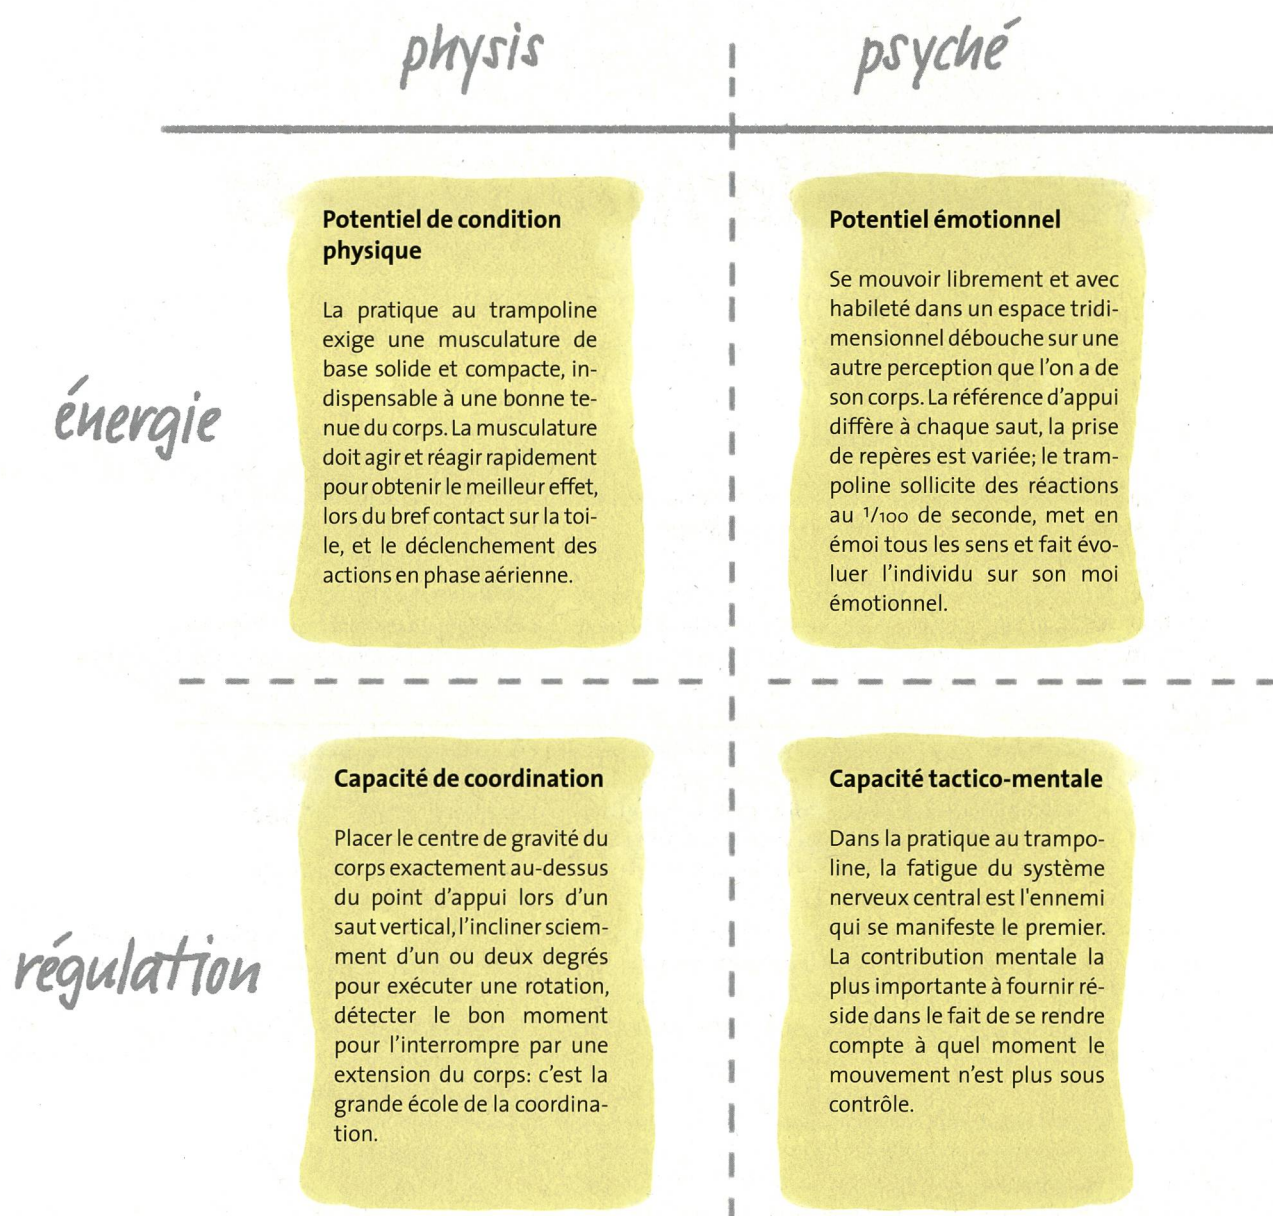 physis
psyché
énergie
Potentiel de condition
physique
La pratique au trampoline
exige une musculature de
base solide et compacte, in-
dispensable à une bonne te-
nue du corps. La musculature
doit agir et réagir rapidement
pour obtenir le meilleur effet,
lors du bref contact sur la toi-
le, et le déclenchement des
actions en phase aérienne.
Potentiel émotionnel
Se mouvoir librement et avec
habileté dans un espace tridi-
mensionnel débouche sur une
autre perception que l'on a de
son corps. La référence d'appui
diffère à chaque saut, la prise
de repères est variée; le tram-
poline sollicite des réactions
au 1/100 de seconde, met en
émoi tous les sens et fait évo-
luer l'individu sur son moi
émotionnel.
régulation
Capacité de coordination
Placer le centre de gravité du
corps exactement au-dessus
du point d'appui lors d'un
saut vertical, l'incliner sciem-
ment d'un ou deux degrés
pour exécuter une rotation,
détecter le bon moment
pour l'interrompre par une
extension du corps: c'est la
grande école de la coordina-
tion.
Capacité tactico-mentale
Dans la pratique au trampo-
line, la fatigue du système
nerveux central est l'ennemi
qui se manifeste le premier.
La contribution mentale la
plus importante à fournir ré-
side dans le fait de se rendre
compte à quel moment le
mouvement n'est plus sous
contrôle.